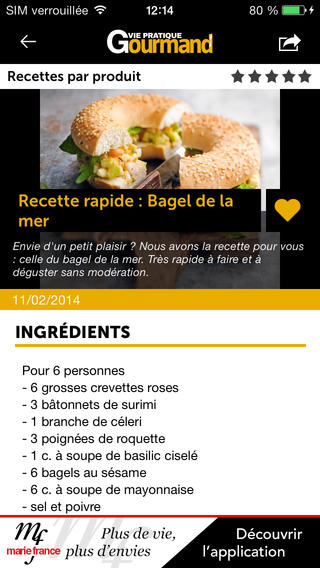 SIM verrouillée 12:14 80 %
VIE PRATIQUE
Gourmand
Recettes par produit
Recette rapide : Bagel de la
mer
Envie d'un petit plaisir ? Nous avons la recette pour vous
: celle du bagel de la mer. Très rapide à faire et à
déguster sans modération.
11/02/2014
INGRÉDIENTS
Pour 6 personnes
- 6 grosses crevettes roses
- 3 bâtonnets de surimi
- 1 branche de céleri
- 3 poignées de roquette
- 1 c. à soupe de basilic ciselé
- 6 bagels au sésame
- 6 c. à soupe de mayonnaise
- sel et poivre
Mf
marie france
Plus de vie,
plus d'envies
Découvrir
l'application